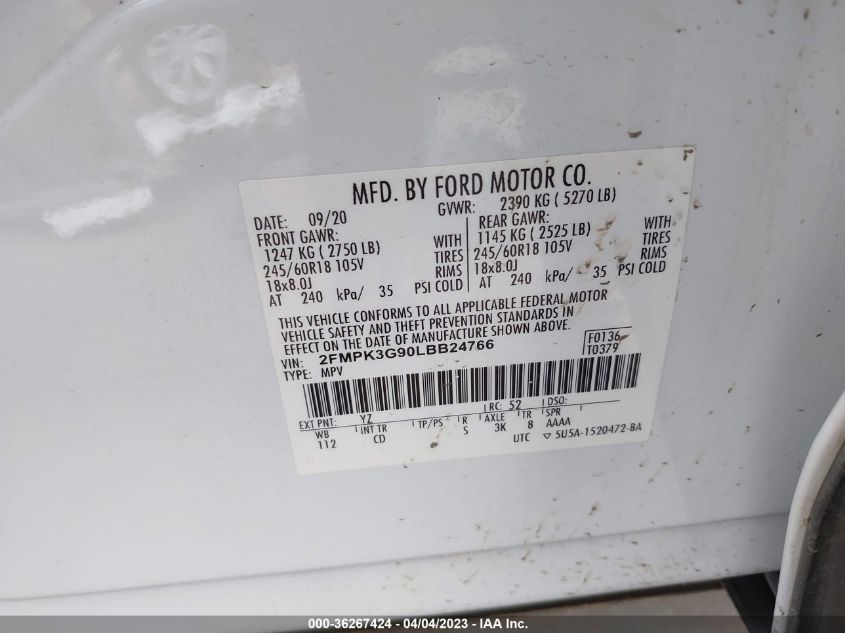 MFD. BY FORD MOTOR CO.
DATE: 09/20 GVWR: 2390 KG ( 5270 LB)
FRONT GAWR: REAR GAWR:
1247 KG ( 2750 LB) WITH 1145 KG ( 2525 LB) WITH
245/60R18 105V TIRES 245/60R18 105V TIRES
18x8.0J RIMS 18x8.0J RIMS
AT 240 kPa/ 35 PSI COLD AT 240 kPa/ 35 PSI COLD
THIS VEHICLE CONFORMS TO ALL APPLICABLE FEDERAL MOTOR
VEHICLE SAFETY AND THEFT PREVENTION STANDARDS IN
EFFECT ON THE DATE OF MANUFACTURE SHOWN ABOVE.
VIN: 2FMPK3G90LBB24766 F0136
TYPE: MPV T0379
EXT PNT: YZ RC: 52 DSO:
WB INT TR TP/PS R AXLE TR SPR
112 CD S 3K 8 AAAA
UTC ▽ 5U5A-1520472-BA
000-36267424 - 04/04/2023 - IAA Inc.